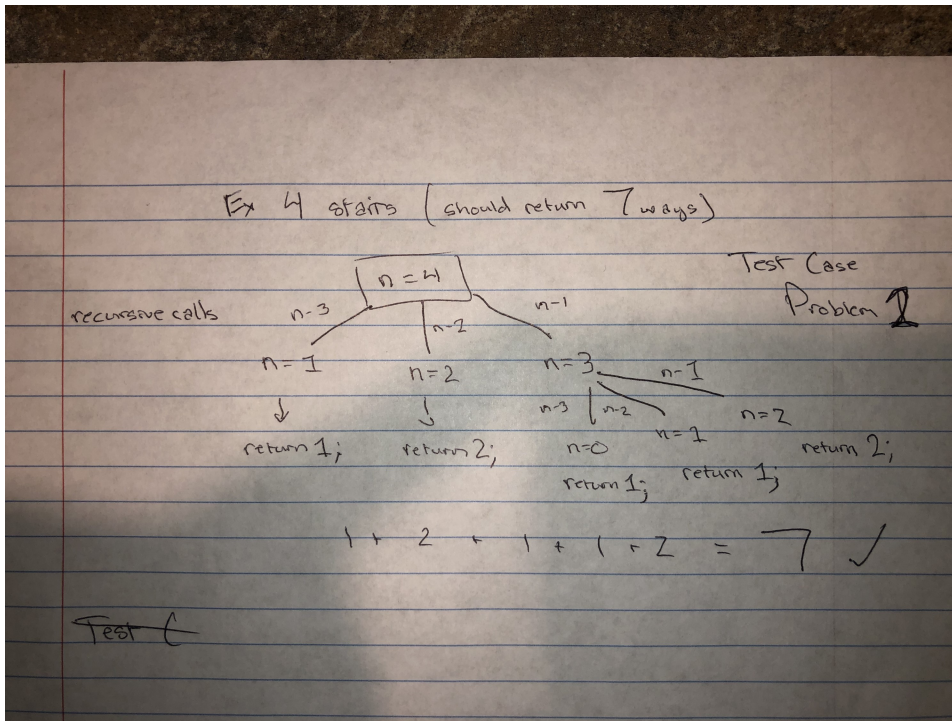 Ex 4 stairs (should return 7 ways)
Test Case
Problem 1
recursive calls
n=4
n-3
n-2
n-1
n=1
n=2
n=3
n-3
n-2
n-1
return 1;
return 2;
n=0
n=1
n=2
return 1;
return 1;
return 2;
1 + 2 + 1 + 1 + 2 = 7 ✓
Test C